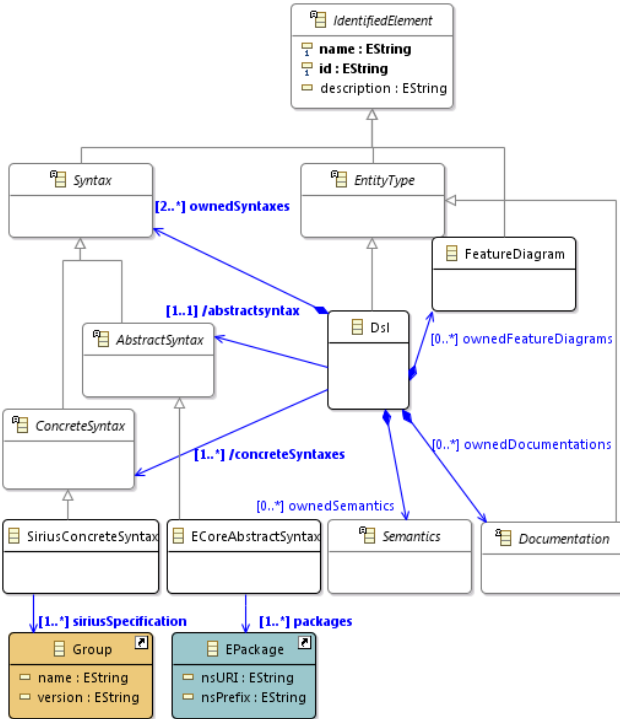 IdentifiedElement
name : EString
id : EString
description : EString
Syntax
EntityType
[2..*] ownedSyntaxes
FeatureDiagram
[1..1] /abstractsyntax
Dsl
AbstractSyntax
[0..*] ownedFeatureDiagrams
ConcreteSyntax
[1..*] /concreteSyntaxes
[0..*] ownedDocumentations
[0..*] ownedSemantics
SiriusConcreteSyntax
ECoreAbstractSyntax
Semantics
Documentation
[1..*] siriusSpecification
[1..*] packages
Group
EPackage
name : EString
nsURI : EString
version : EString
nsPrefix : EString